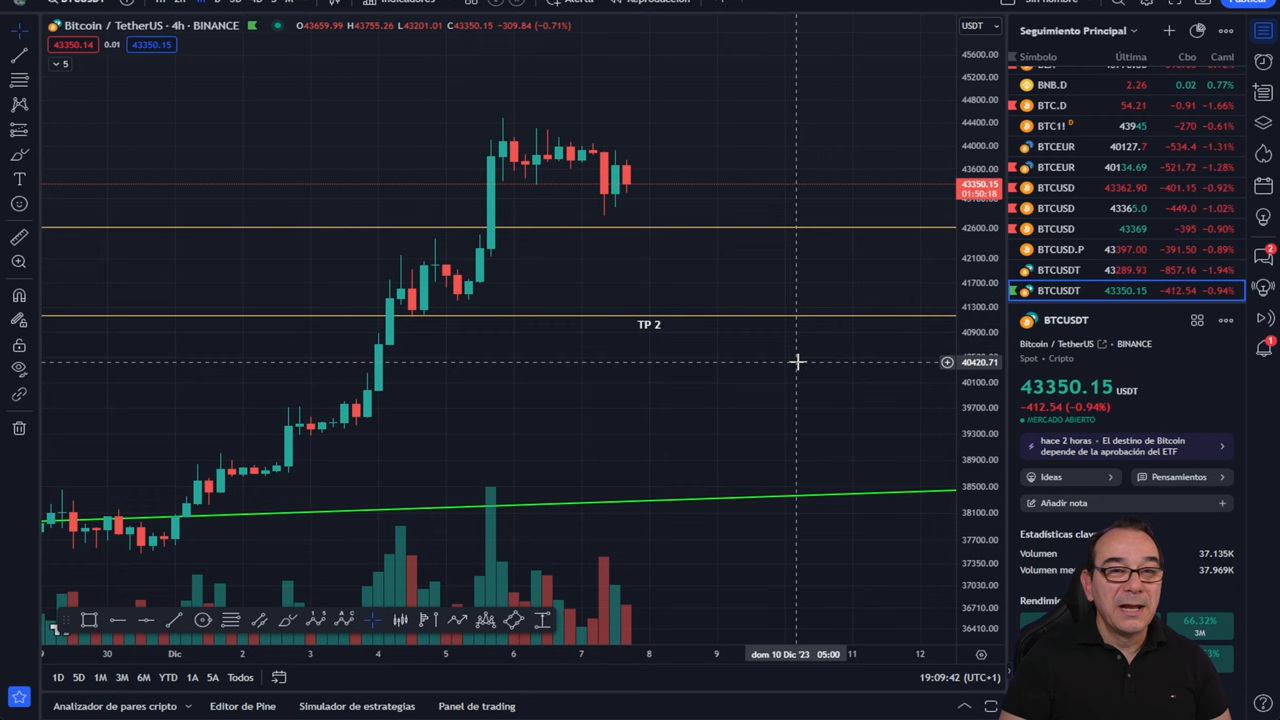 Indicadores
Alerta
Reproducción
Bitcoin / TetherUS · 4h · BINANCE
O43659.99 H43755.26 L43201.01 C43350.15 −309.84 (−0.71%)
43350.14 0.01 43350.15
5
USDT
45600.00
45200.00
44800.00
44400.00
44000.00
43600.00
43350.15
01:50:18
42600.00
42100.00
41700.00
41300.00
40900.00
40420.71
40100.00
39700.00
39300.00
38900.00
38500.00
38100.00
37700.00
37350.00
37030.00
36710.00
36410.00
TP 2
30 Dic 2 3 4 5 6 7 8 9 dom 10 Dic '23 05:00 11 12
1D 5D 1M 3M 6M YTD 1A 5A Todos
19:09:42 (UTC+1)
Analizador de pares cripto Editor de Pine Simulador de estrategias Panel de trading
Seguimiento Principal
Símbolo Última Cbo Cam
BNB.D 2.26 0.02 0.77%
BTC.D 54.21 −0.91 −1.66%
BTC1! D 43945 −270 −0.61%
BTCEUR 40127.7 −534.4 −1.31%
BTCEUR 40134.69 −521.72 −1.28%
BTCUSD 43362.90 −401.15 −0.92%
BTCUSD 43365.0 −449.0 −1.02%
BTCUSD 43369 −395 −0.90%
BTCUSD.P 43397.00 −391.50 −0.89%
BTCUSDT 43289.93 −857.16 −1.94%
BTCUSDT 43350.15 −412.54 −0.94%
BTCUSDT
Bitcoin / TetherUS BINANCE
Spot • Cripto
43350.15 USDT
−412.54 (−0.94%)
MERCADO ABIERTO
hace 2 horas • El destino de Bitcoin
depende de la aprobación del ETF
Ideas
Pensamientos
Añadir nota
Estadísticas
Volumen 37.135K
Volumen 37.969K
66.32%
3M
2
1